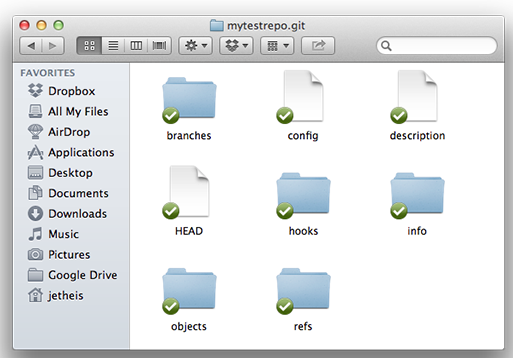 mytestrepo.git
FAVORITES
Dropbox
All My Files
AirDrop
Applications
Desktop
Documents
Downloads
Music
Pictures
Google Drive
jetheis
branches
config
description
HEAD
hooks
info
objects
refs